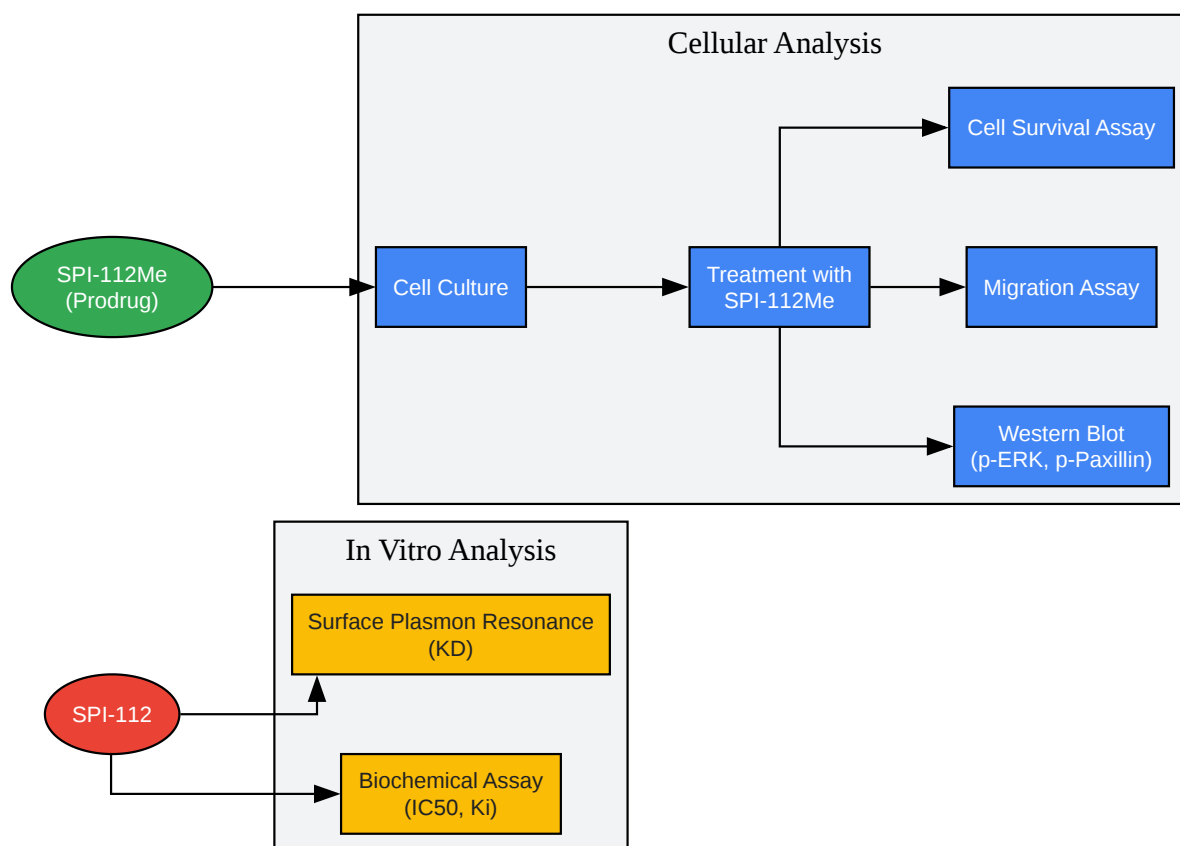 Cellular Analysis
Cell Survival Assay
SPI-112Me
(Prodrug)
Cell Culture
Treatment with
SPI-112Me
Migration Assay
Western Blot
(p-ERK, p-Paxillin)
In Vitro Analysis
Surface Plasmon Resonance
(KD)
SPI-112
Biochemical Assay
(IC50, Ki)